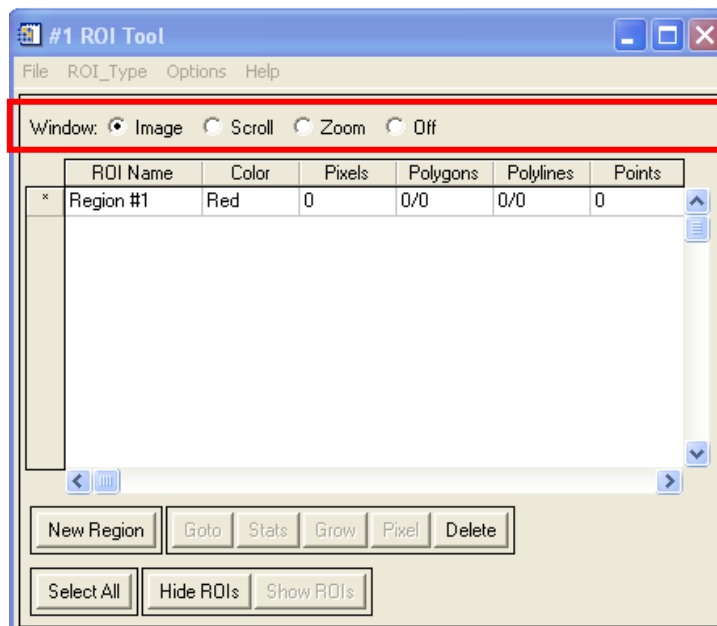 #1 ROI Tool
File ROI_Type Options Help
Window: Image Scroll Zoom Off
ROI Name Color Pixels Polygons Polylines Points
* Region #1 Red 0 0/0 0/0 0
New Region Goto Stats Grow Pixel Delete
Select All Hide ROIs Show ROIs